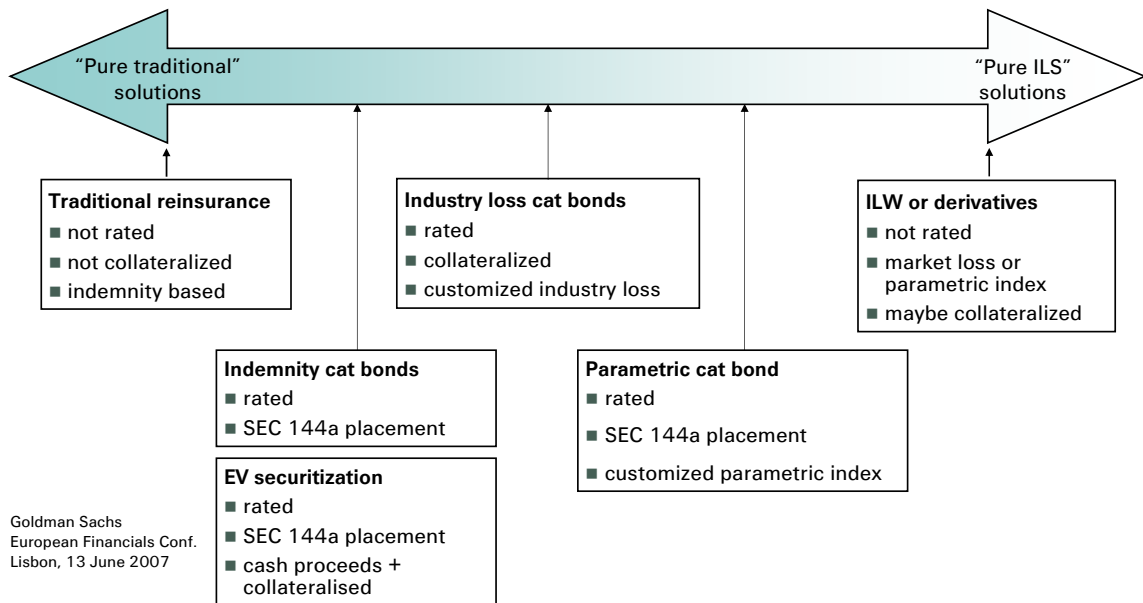 “Pure traditional”
solutions
“Pure ILS”
solutions
Traditional reinsurance
not rated
not collateralized
indemnity based
Industry loss cat bonds
rated
collateralized
customized industry loss
ILW or derivatives
not rated
market loss or
parametric index
maybe collateralized
Indemnity cat bonds
rated
SEC 144a placement
Parametric cat bond
rated
SEC 144a placement
customized parametric index
EV securitization
rated
SEC 144a placement
cash proceeds +
collateralised
Goldman Sachs
European Financials Conf.
Lisbon, 13 June 2007